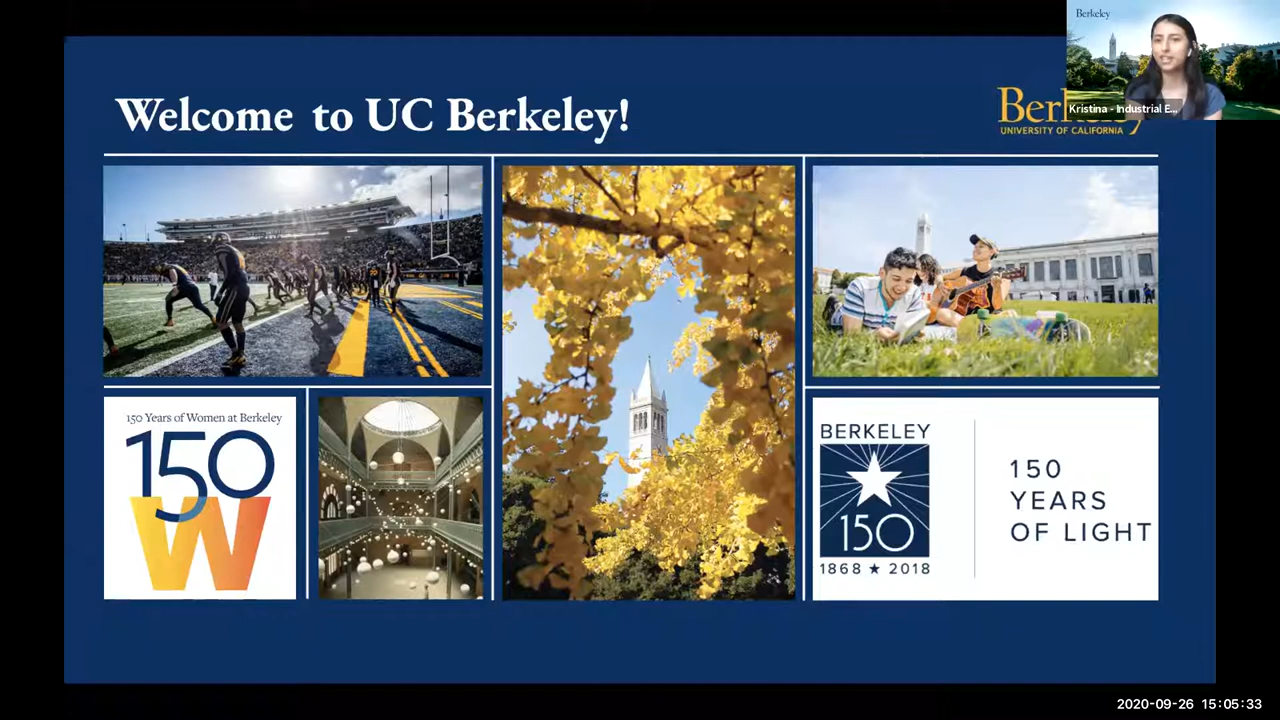 Berkeley
Kristina - Industrial E...
Welcome to UC Berkeley!
UNIVERSITY OF CALIFORNIA
150 Years of Women at Berkeley
150
W
BERKELEY
150
1868 ★ 2018
150
YEARS
OF LIGHT
2020-09-26 15:05:33